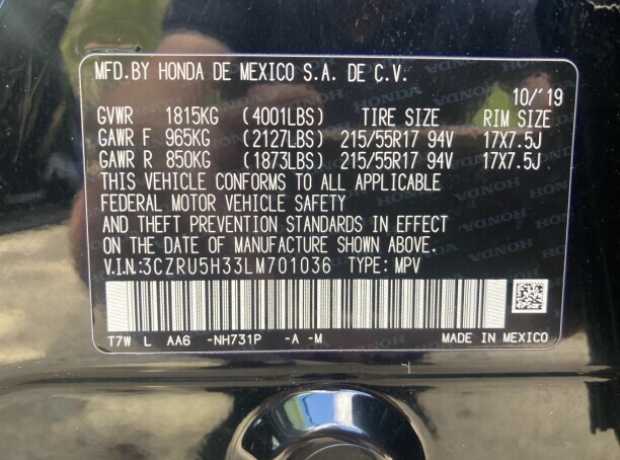 MFD.BY HONDA DE MEXICO S.A. DE C.V.
10/'19
GVWR 1815KG (4001LBS) TIRE SIZE RIM SIZE
GAWR F 965KG (2127LBS) 215/55R17 94V 17X7.5J
GAWR R 850KG (1873LBS) 215/55R17 94V 17X7.5J
THIS VEHICLE CONFORMS TO ALL APPLICABLE
FEDERAL MOTOR VEHICLE SAFETY
AND THEFT PREVENTION STANDARDS IN EFFECT
ON THE DATE OF MANUFACTURE SHOWN ABOVE.
V.I.N:3CZRU5H33LM701036 TYPE: MPV
T7W L AA6 -NH731P -A -M
MADE IN MEXICO